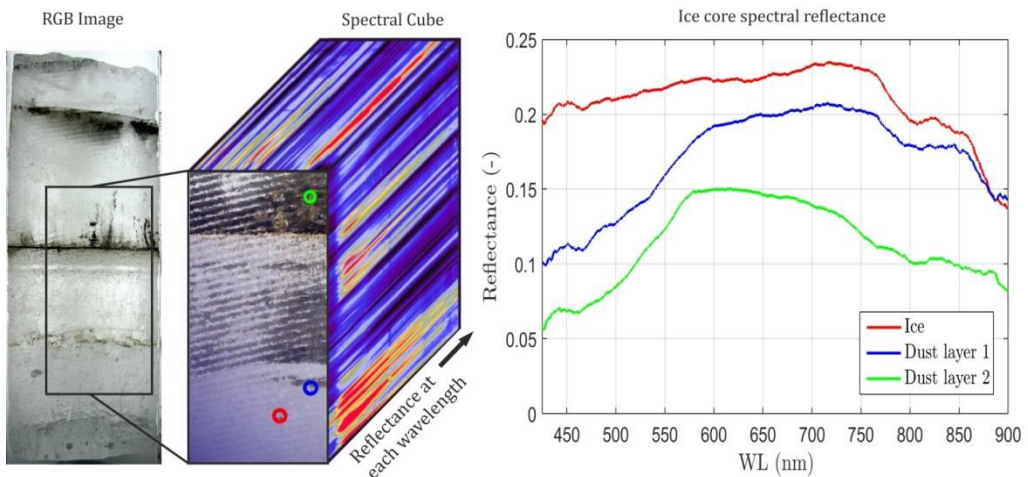 RGB Image
Spectral Cube
Reflectance at
each wavelength
Ice core spectral reflectance
Reflectance (-)
0.25
0.2
0.15
0.1
0.05
0
450 500 550 600 650 700 750 800 850 900
WL (nm)
Ice
Dust layer 1
Dust layer 2